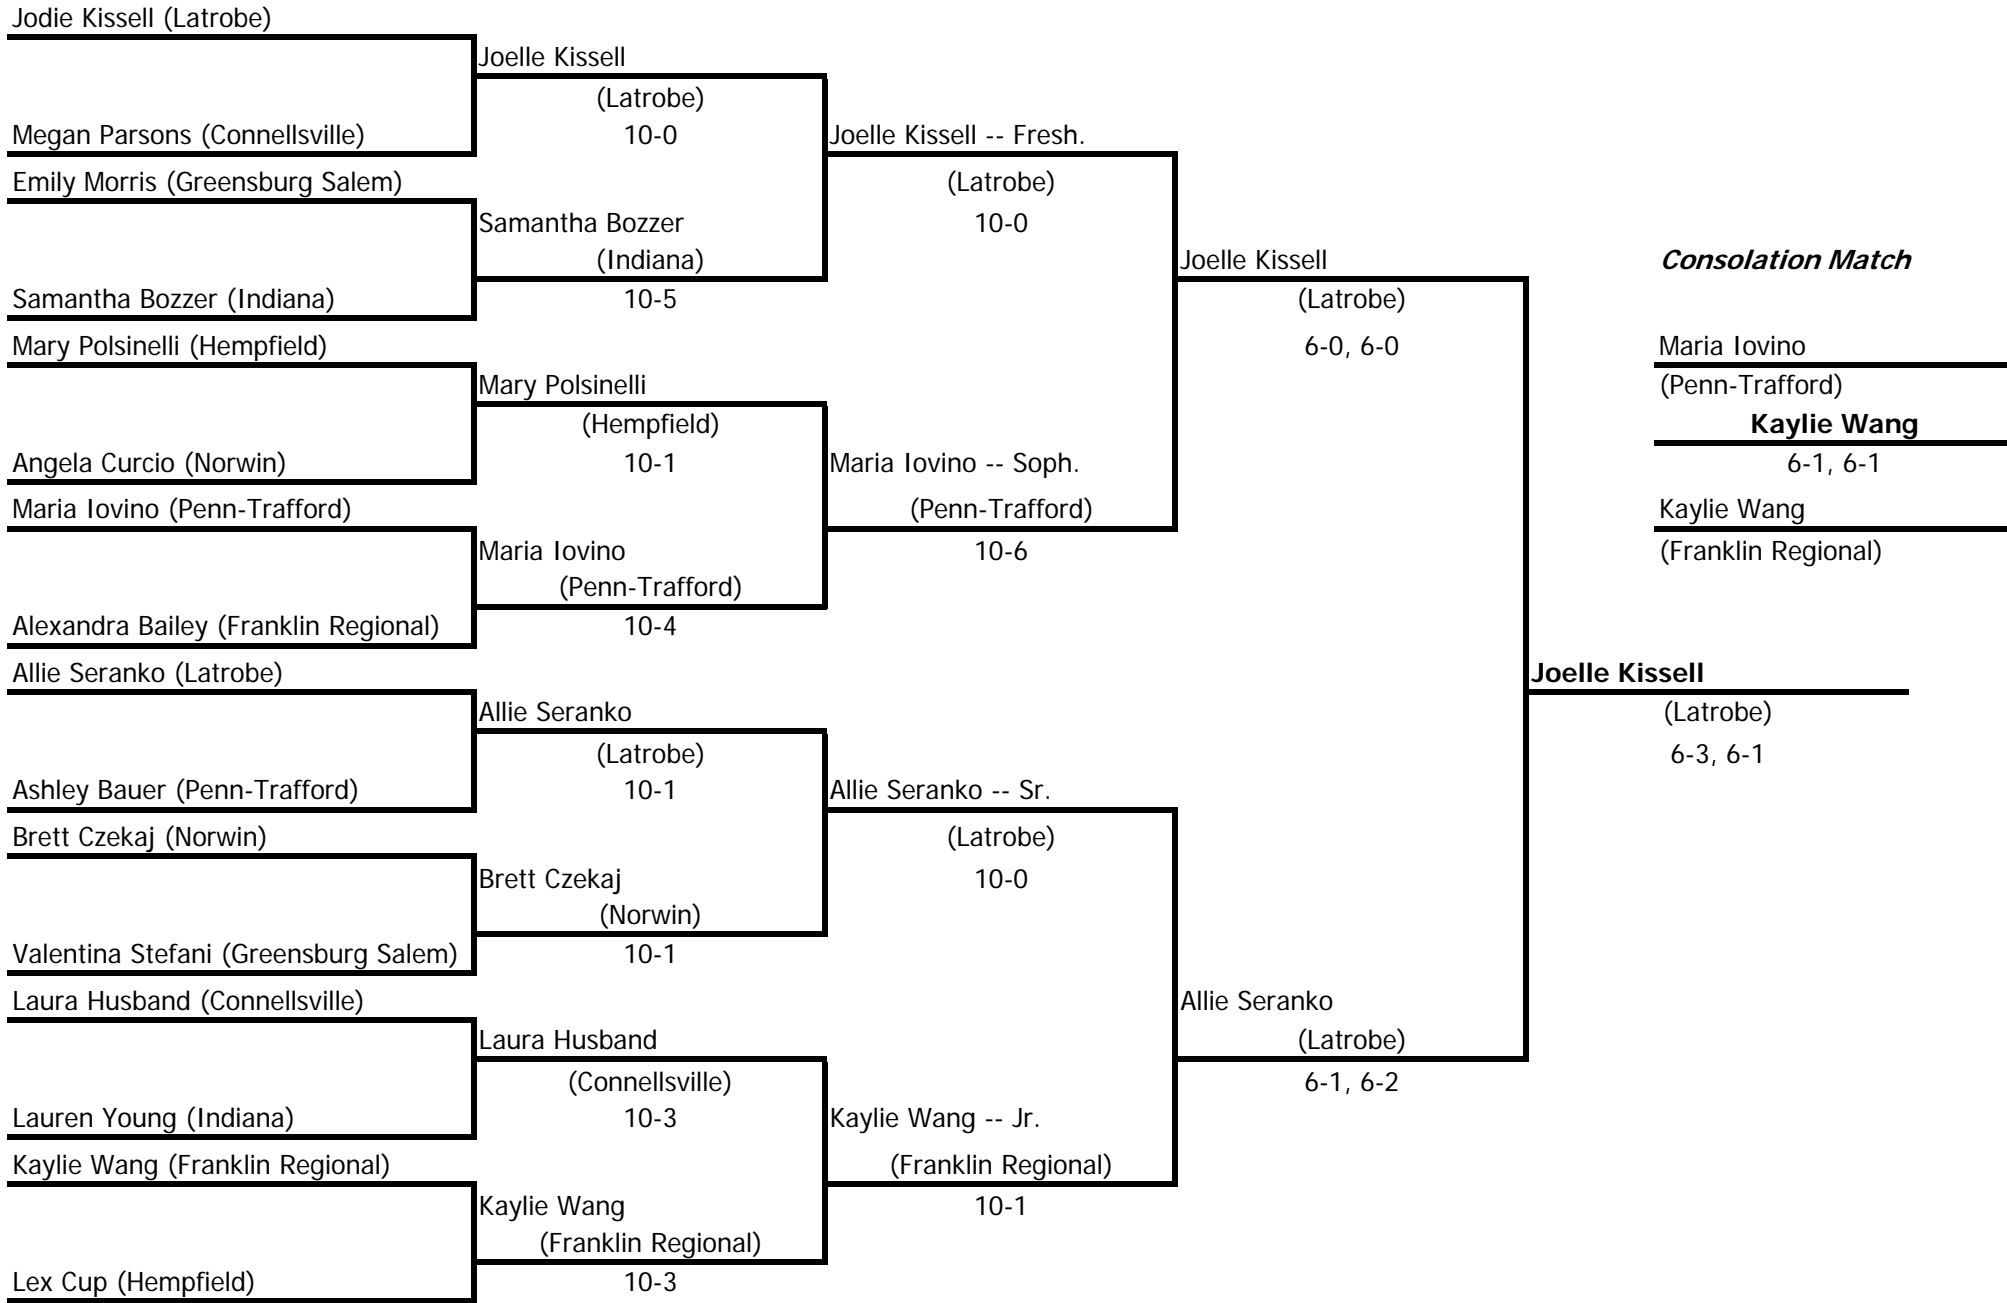 Jodie Kissell (Latrobe)
Megan Parsons (Connellsville)
Emily Morris (Greensburg Salem)
Samantha Bozzer (Indiana)
Mary Polsinelli (Hempfield)
Angela Curcio (Norwin)
Maria Iovino (Penn-Trafford)
Alexandra Bailey (Franklin Regional)
Allie Seranko (Latrobe)
Ashley Bauer (Penn-Trafford)
Brett Czekaj (Norwin)
Valentina Stefani (Greensburg Salem)
Laura Husband (Connellsville)
Lauren Young (Indiana)
Kaylie Wang (Franklin Regional)
Lex Cup (Hempfield)
Joelle Kissell
(Latrobe)
10-0
Samantha Bozzer
(Indiana)
10-5
Mary Polsinelli
(Hempfield)
10-1
Maria Iovino
(Penn-Trafford)
10-4
Allie Seranko
(Latrobe)
10-1
Brett Czekaj
(Norwin)
10-1
Laura Husband
(Connellsville)
10-3
Kaylie Wang
(Franklin Regional)
10-3
Joelle Kissell -- Fresh.
(Latrobe)
10-0
Maria Iovino -- Soph.
(Penn-Trafford)
10-6
Allie Seranko -- Sr.
(Latrobe)
10-0
Kaylie Wang -- Jr.
(Franklin Regional)
10-1
Joelle Kissell
(Latrobe)
6-0, 6-0
Allie Seranko
(Latrobe)
6-1, 6-2
Joelle Kissell
(Latrobe)
6-3, 6-1
Consolation Match
Maria Iovino
(Penn-Trafford)
Kaylie Wang
6-1, 6-1
Kaylie Wang
(Franklin Regional)